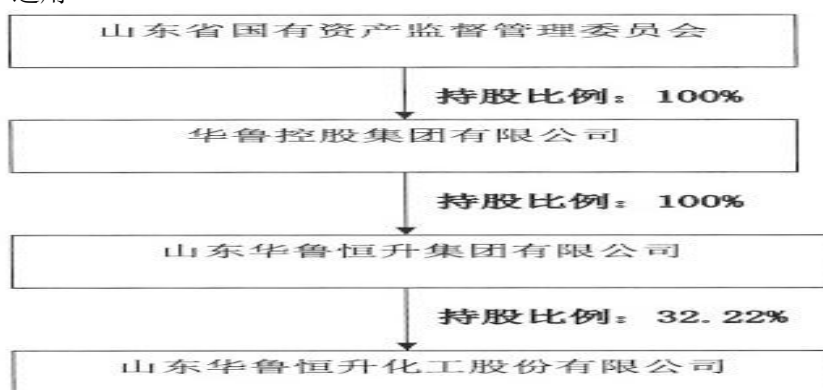 山东省国有资产监督管理委员会
持股比例: 100%
华鲁控股集团有限公司
持股比例: 100%
山东华鲁恒升集团有限公司
持股比例: 32.22%
山东华鲁恒升化工股份有限公司